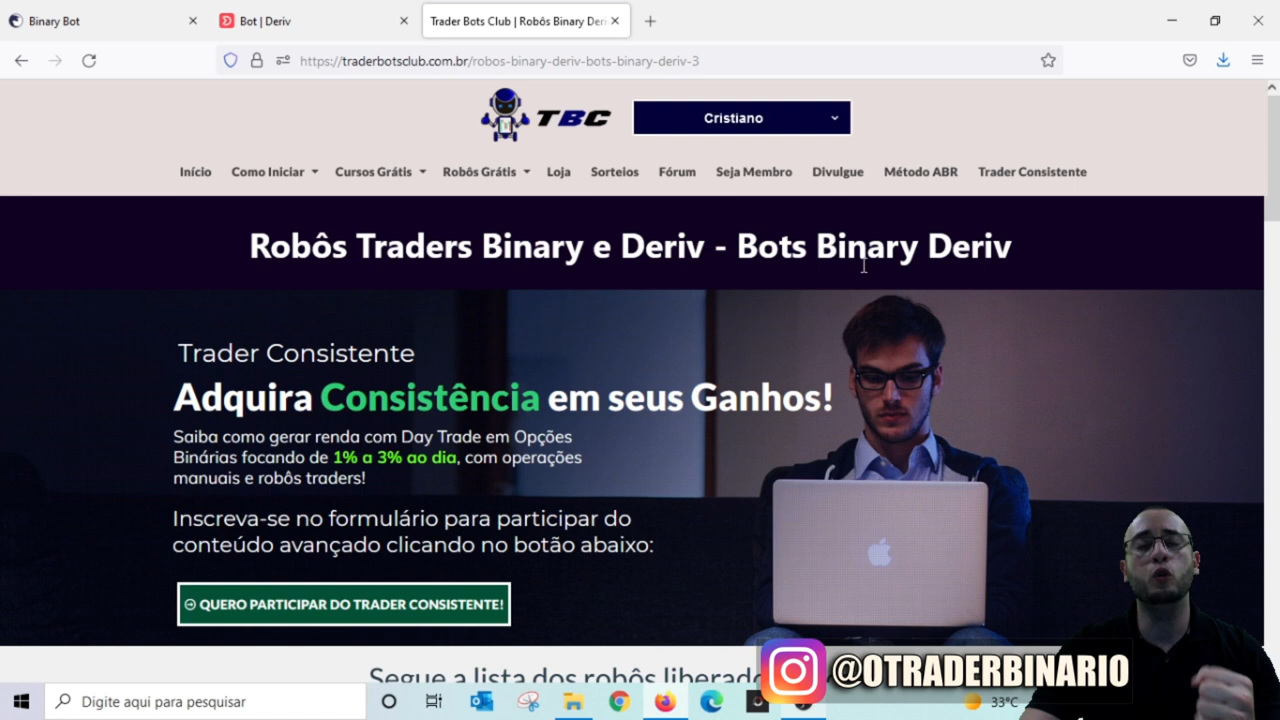 Binary Bot
Bot | Deriv
Trader Bots Club | Robôs Binary Deri
https://traderbotsclub.com.br/robos-binary-deriv-bots-binary-deriv-3
TBC
Cristiano
Início
Como Iniciar
Cursos Grátis
Robôs Grátis
Loja
Sorteios
Fórum
Seja Membro
Divulgue
Método ABR
Trader Consistente
Robôs Traders Binary e Deriv - Bots Binary Deriv
Trader Consistente
Adquira Consistência em seus Ganhos!
Saiba como gerar renda com Day Trade em Opções
Binárias focando de 1% a 3% ao dia, com operações
manuais e robôs traders!
Inscreva-se no formulário para participar do
conteúdo avançado clicando no botão abaixo:
QUERO PARTICIPAR DO TRADER CONSISTENTE!
Segue a lista dos robôs
@OTRADERBINARIO
Digite aqui para pesquisar
33°C